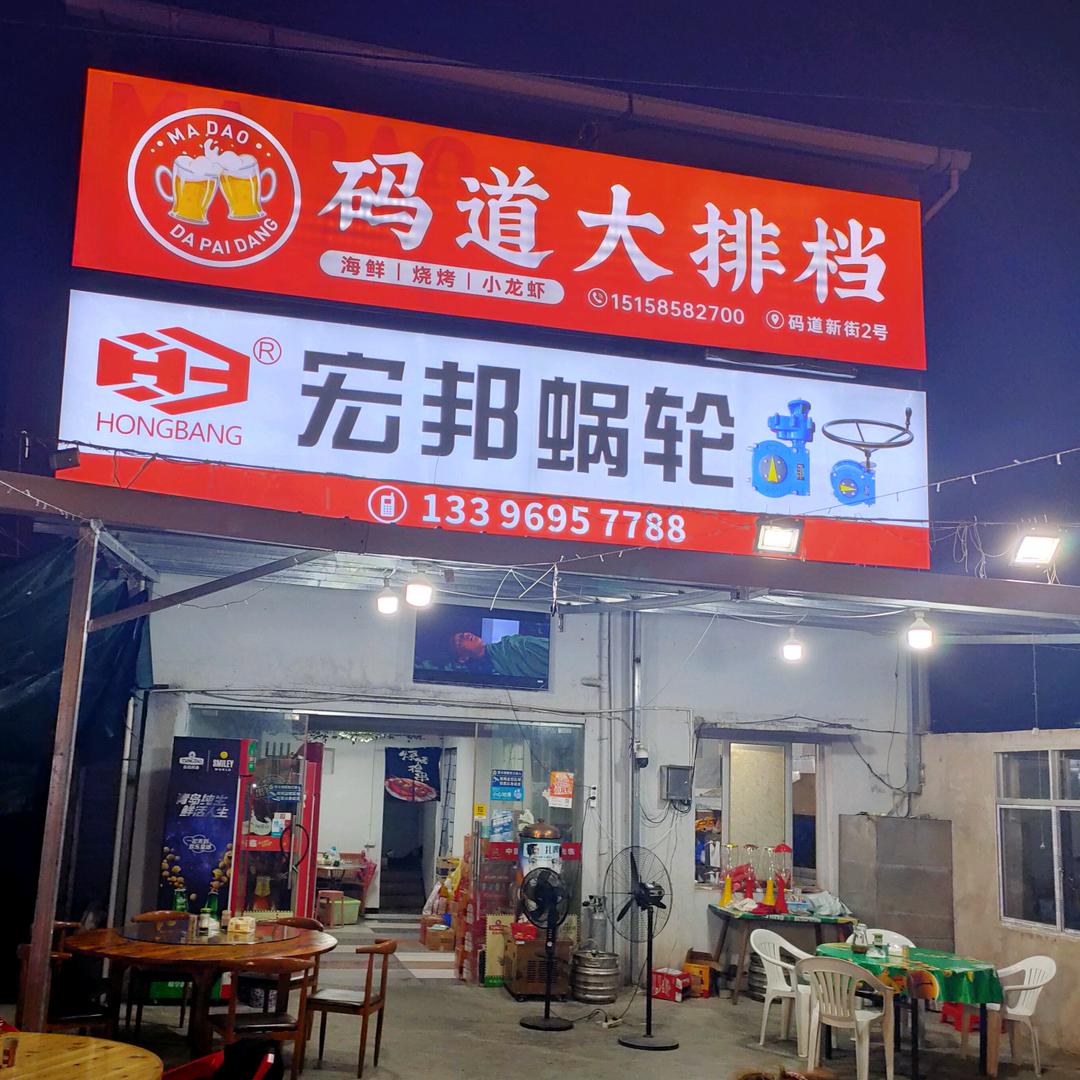 MA DAO
DA PAI DANG
码道大排档
海鲜 | 烧烤 | 小龙虾
15158582700
码道新街2号
HONGBANG
®
宏邦蜗轮
133 9695 7788
SMILEY
WORLD
青岛纯生
鲜活人生